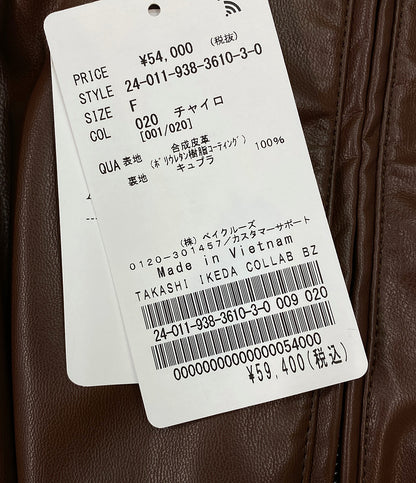 PRICE ¥54,000 (税抜)
STYLE 24-011-938-3610-3-0
SIZE F
COL 020 チャイロ
[001/020]
QUA 表地 合成皮革
(ポリウレタン樹脂コーティング)
裏地 キュプラ 100%
(株) ベイクルーズ
0120-301457/カスタマーサポート
Made in Vietnam
TAKASHI IKEDA COLLAB BZ
24-011-938-3610-3-0 009 020
00000000000000054000
¥59,400(税込)